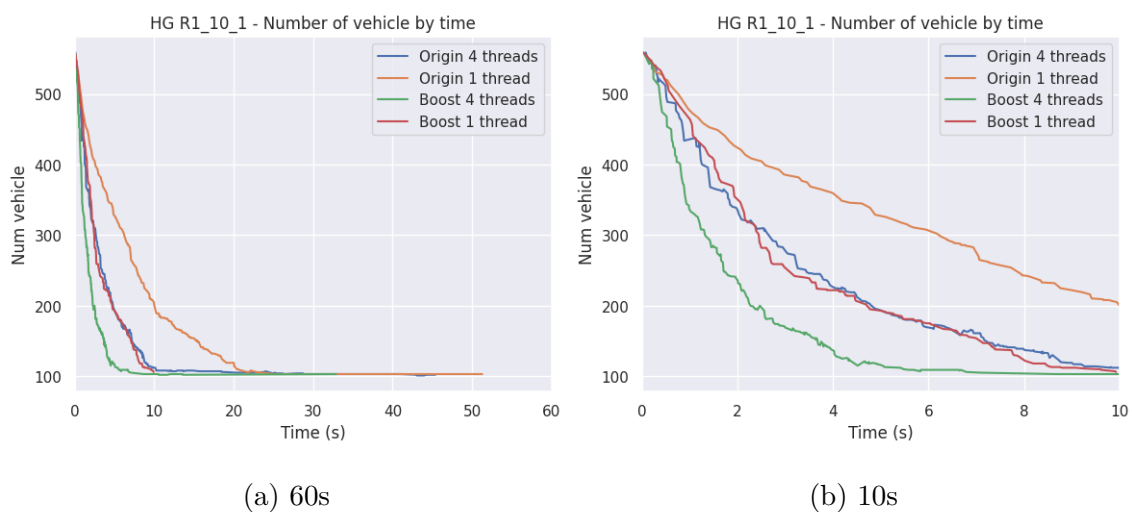 HG R1_10_1 - Number of vehicle by time
Origin 4 threads
Origin 1 thread
Boost 4 threads
Boost 1 thread
500
400
300
200
100
Num vehicle
0 10 20 30 40 50 60
Time (s)
(a) 60s
HG R1_10_1 - Number of vehicle by time
Origin 4 threads
Origin 1 thread
Boost 4 threads
Boost 1 thread
500
400
300
200
100
Num vehicle
0 2 4 6 8 10
Time (s)
(b) 10s